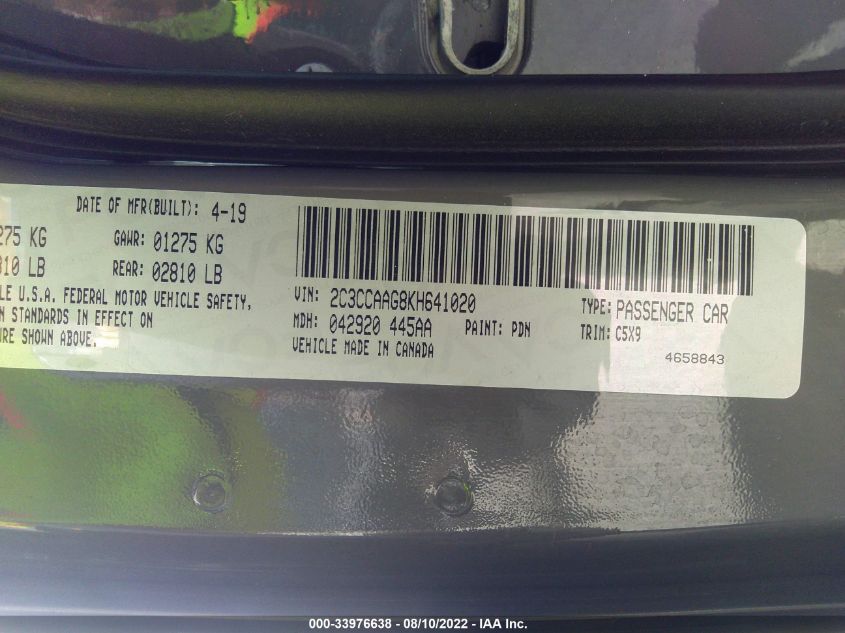 DATE OF MFR(BUILT): 4-19
275 KG GAWR: 01275 KG
810 LB REAR: 02810 LB
LE U.S.A. FEDERAL MOTOR VEHICLE SAFETY,
N STANDARDS IN EFFECT ON
URE SHOWN ABOVE.
VIN: 2C3CCAAG8KH641020 TYPE: PASSENGER CAR
MDH: 042920 445AA PAINT: PDN TRIM: C5X9
VEHICLE MADE IN CANADA 4658843
000-33976638 - 08/10/2022 - IAA Inc.